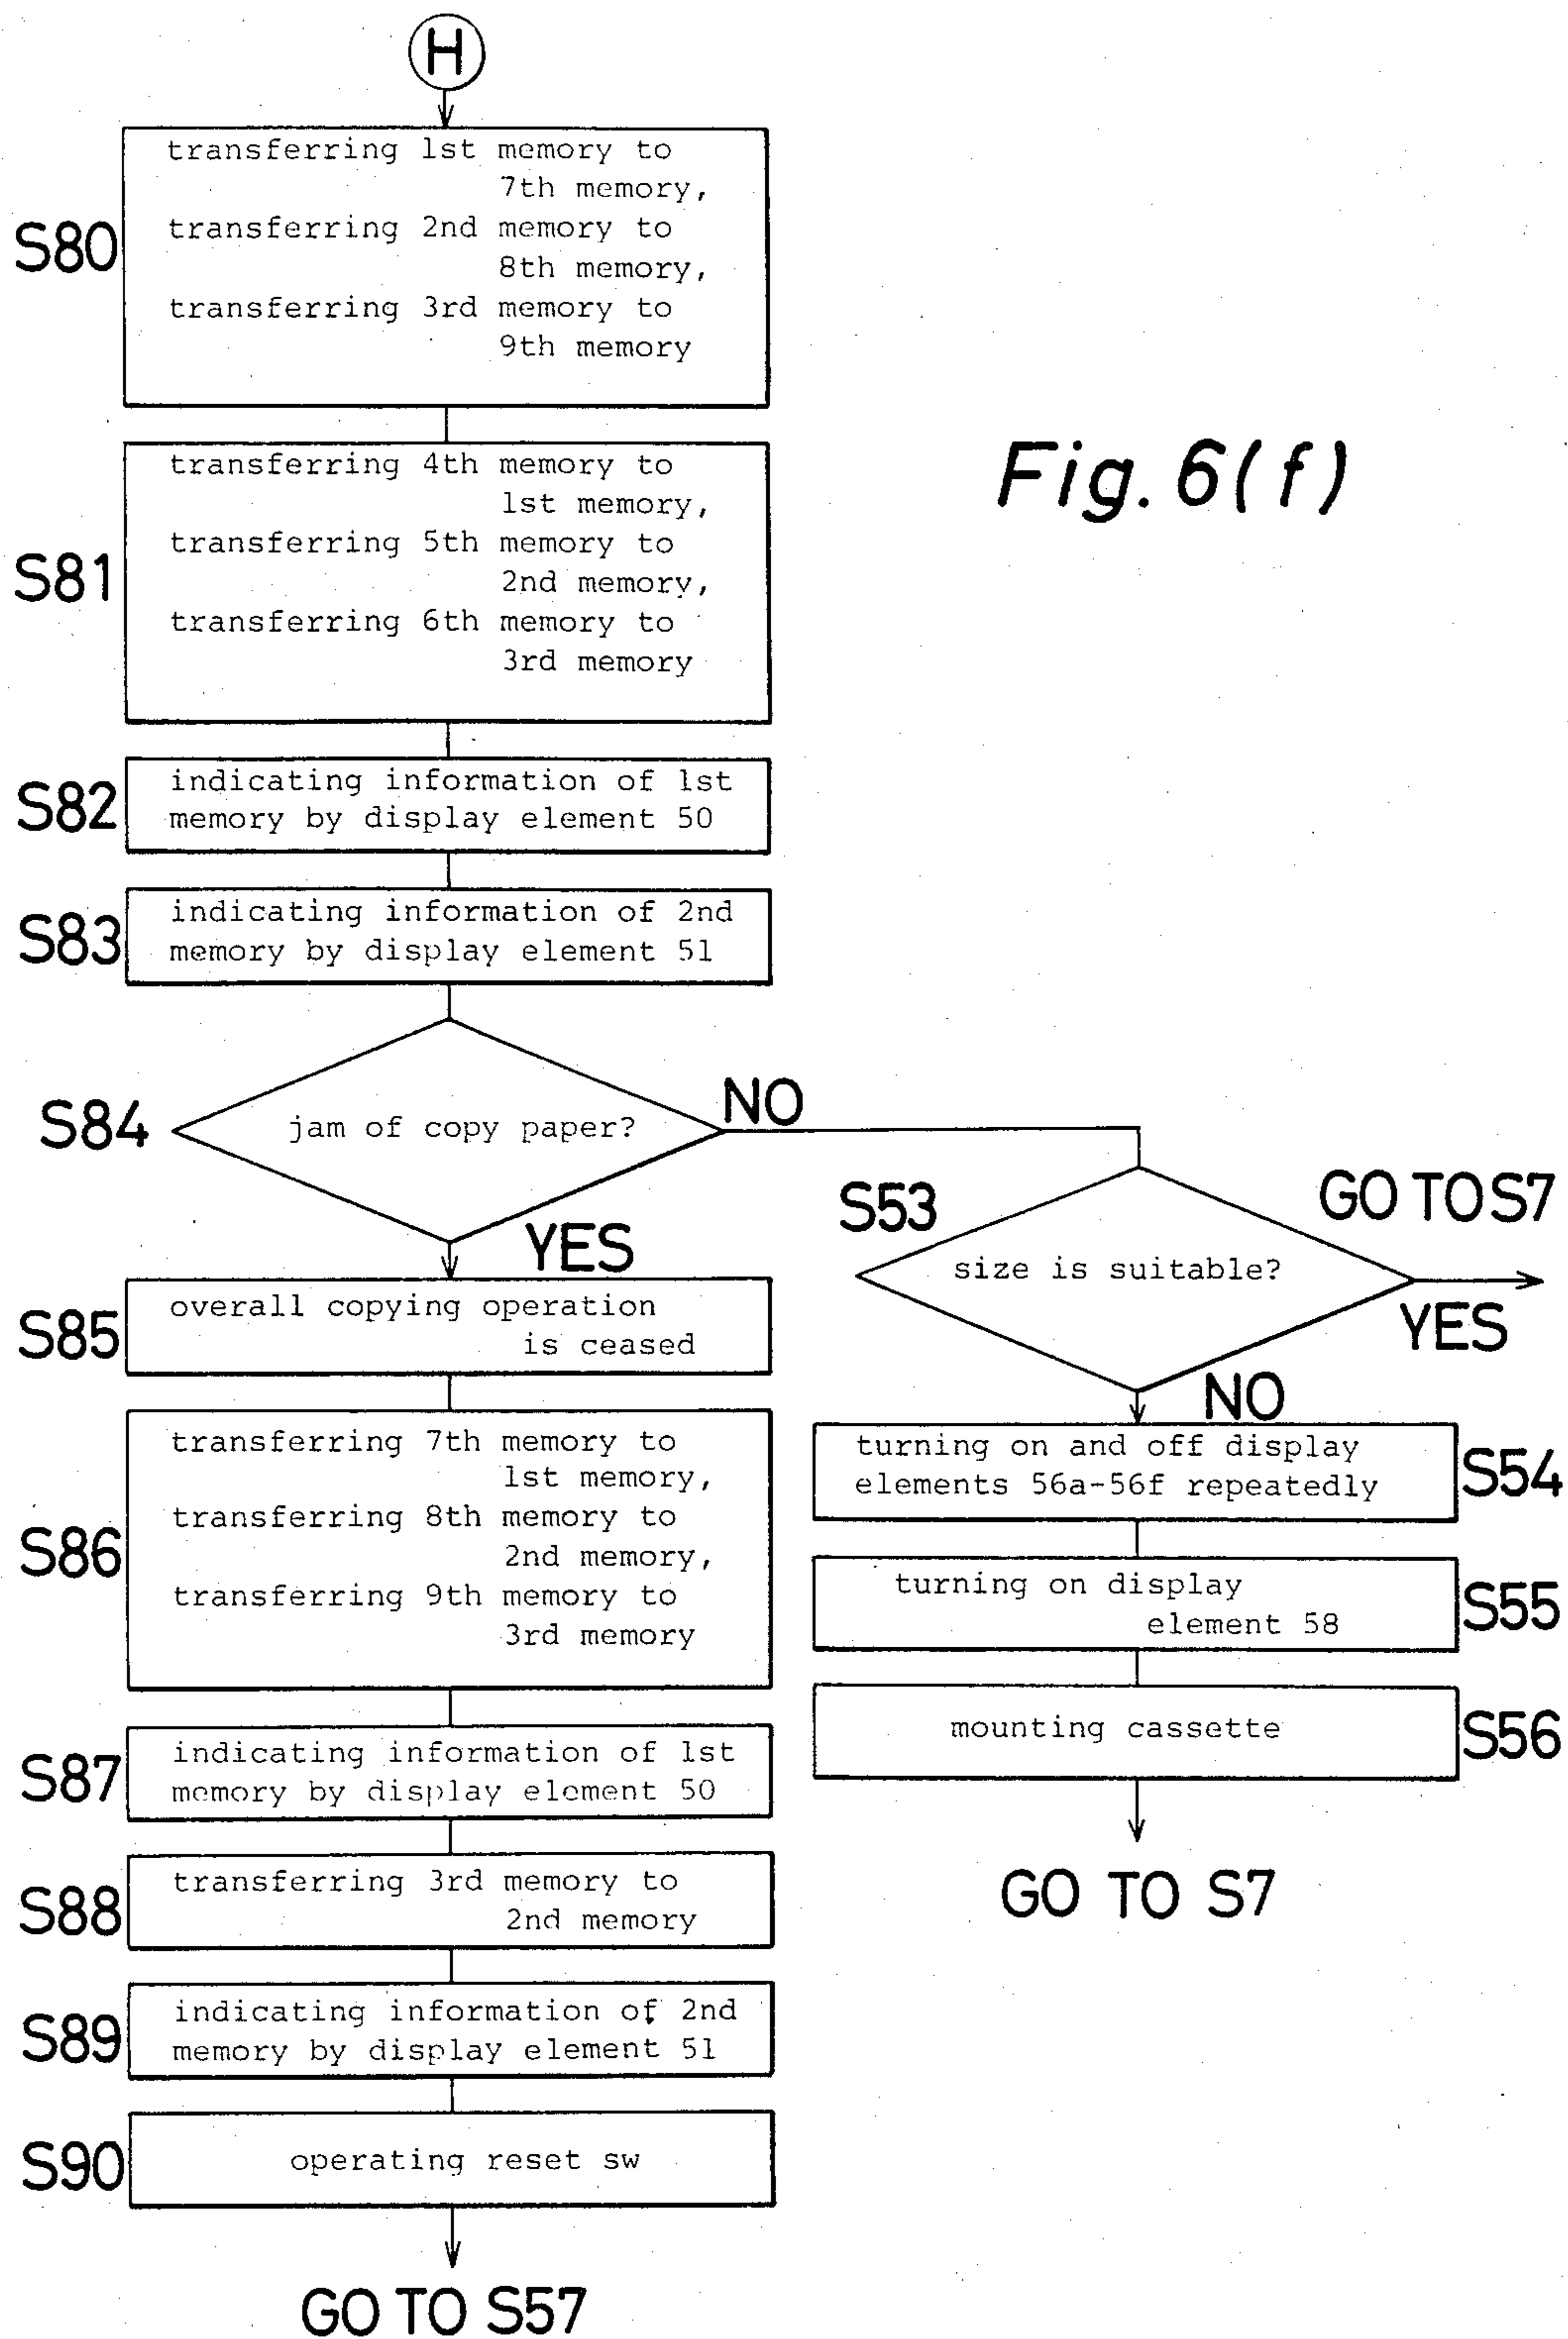 H
S80
transferring 1st memory to
7th memory,
transferring 2nd memory to
8th memory,
transferring 3rd memory to
9th memory
Fig. 6(f)
S81
transferring 4th memory to
1st memory,
transferring 5th memory to
2nd memory,
transferring 6th memory to
3rd memory
S82
indicating information of 1st
memory by display element 50
S83
indicating information of 2nd
memory by display element 51
S84
jam of copy paper?
NO
YES
S53
size is suitable?
GO TO S7
YES
NO
S85
overall copying operation
is ceased
S54
turning on and off display
elements 56a-56f repeatedly
S86
transferring 7th memory to
1st memory,
transferring 8th memory to
2nd memory,
transferring 9th memory to
3rd memory
S55
turning on display
element 58
S56
mounting cassette
GO TO S7
S87
indicating information of 1st
memory by display element 50
S88
transferring 3rd memory to
2nd memory
S89
indicating information of 2nd
memory by display element 51
S90
operating reset sw
GO TO S57